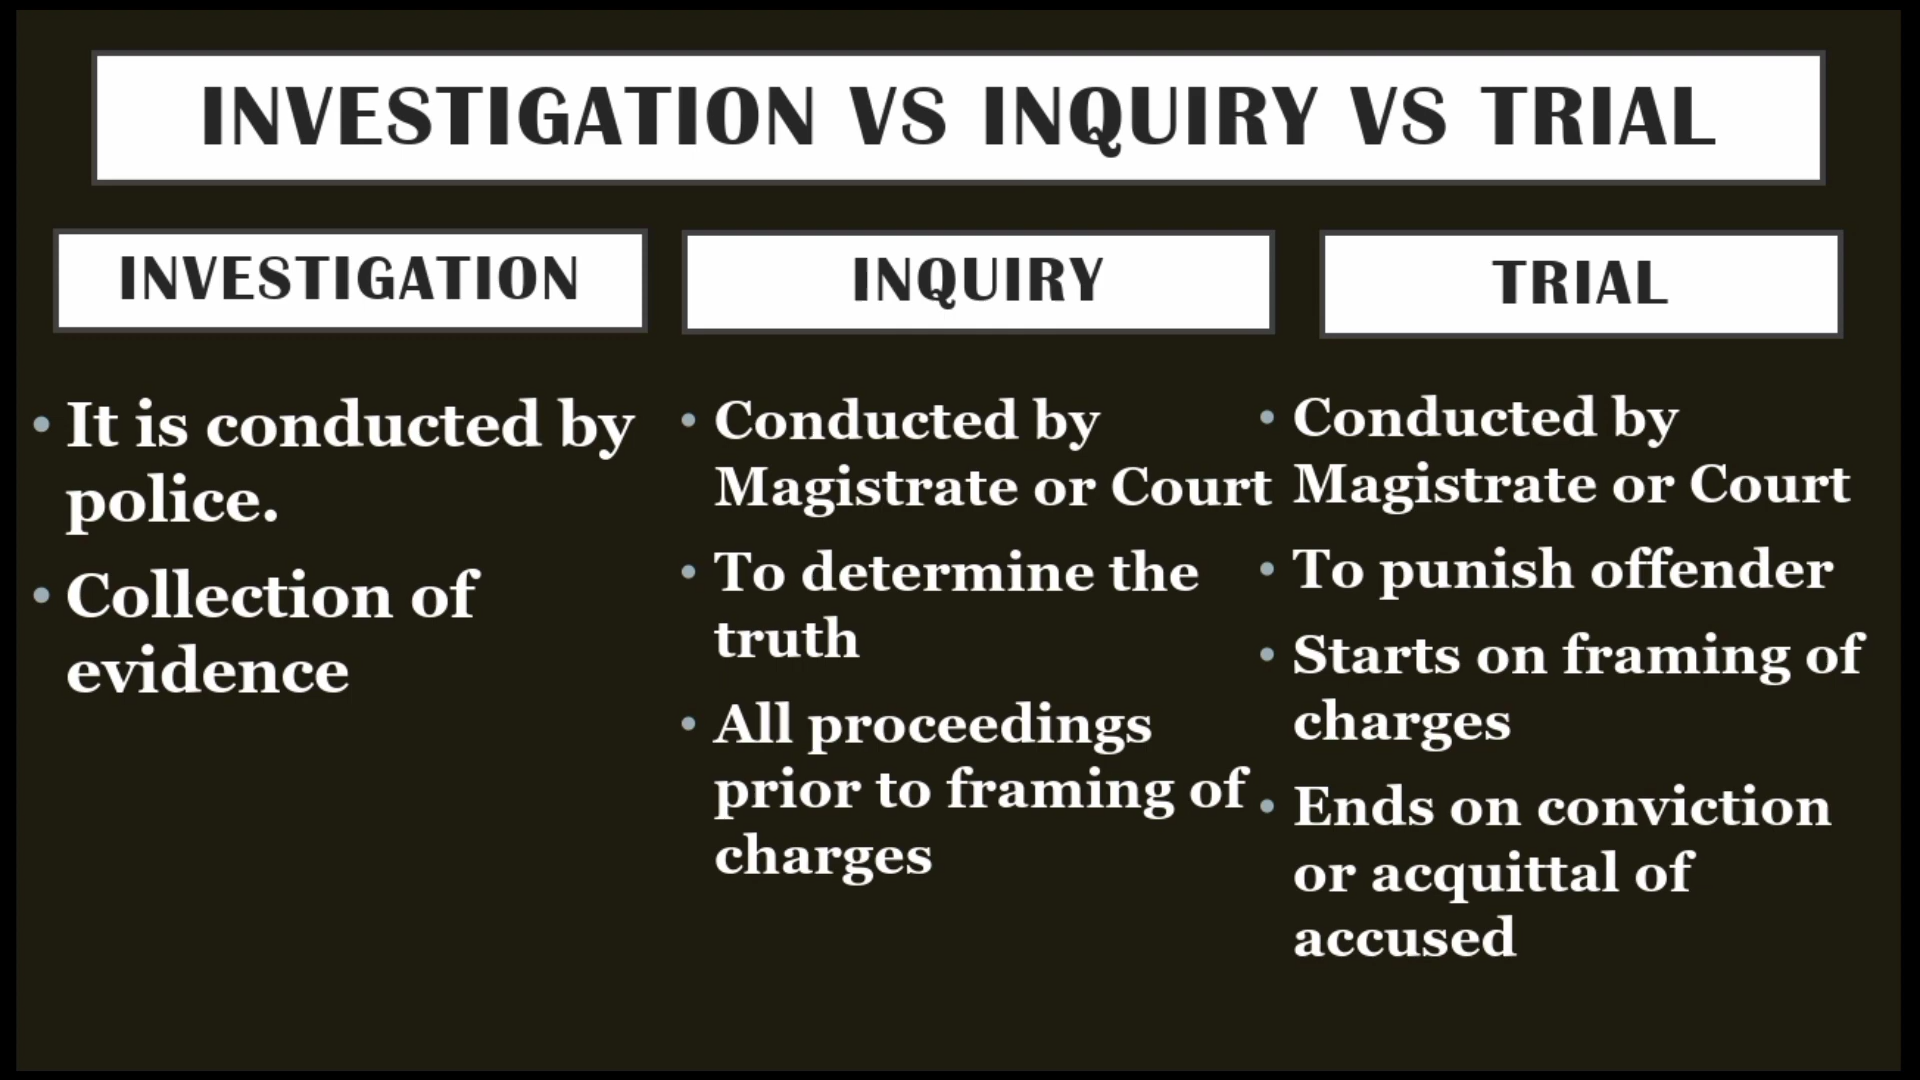 INVESTIGATION VS INQUIRY VS TRIAL
INVESTIGATION
• It is conducted by
police.
• Collection of
evidence
INQUIRY
• Conducted by
Magistrate or Court
• To determine the
truth
• All proceedings
prior to framing of
charges
TRIAL
• Conducted by
Magistrate or Court
• To punish offender
• Starts on framing of
charges
• Ends on conviction
or acquittal of
accused